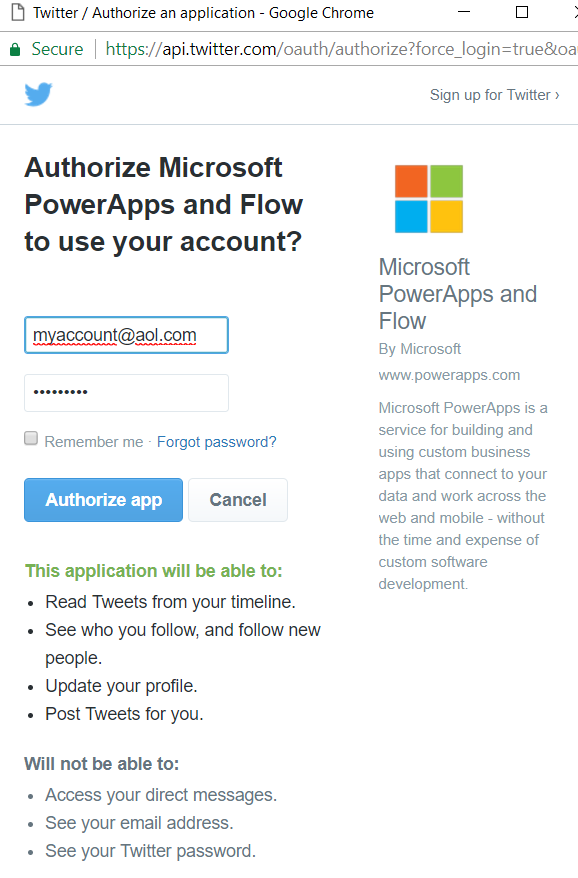 Twitter / Authorize an application - Google Chrome
Secure | https://api.twitter.com/oauth/authorize?force_login=true&oa
Sign up for Twitter ›
Authorize Microsoft
PowerApps and Flow
to use your account?
myaccount@aol.com
•••••••••
Remember me · Forgot password?
Authorize app
Cancel
This application will be able to:
• Read Tweets from your timeline.
• See who you follow, and follow new
people.
• Update your profile.
• Post Tweets for you.
Will not be able to:
• Access your direct messages.
• See your email address.
• See your Twitter password.
Microsoft
PowerApps and
Flow
By Microsoft
www.powerapps.com
Microsoft PowerApps is a
service for building and
using custom business
apps that connect to your
data and work across the
web and mobile - without
the time and expense of
custom software
development.